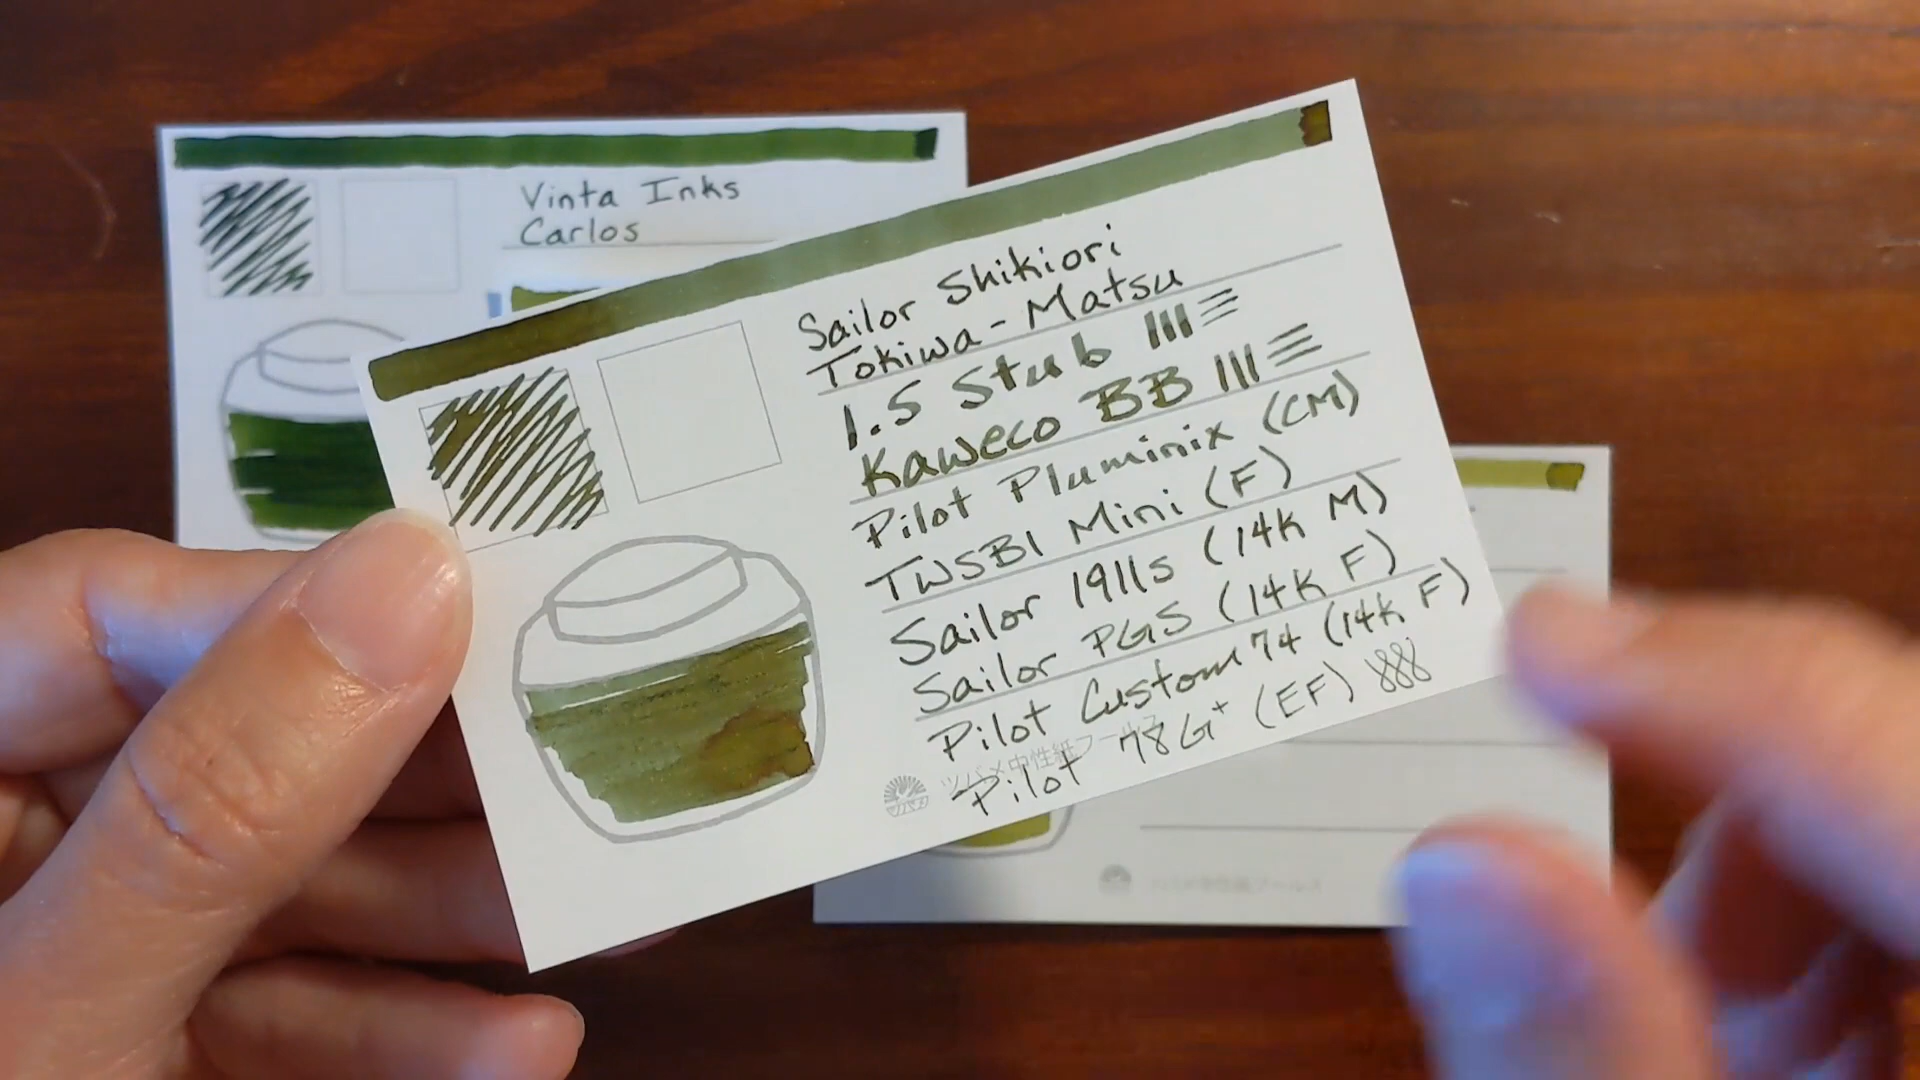 Vinta Inks
Carlos
Sailor Shikiori
Tokiwa-Matsu
1.5 Stub
Kaweco BB
Pilot Pluminix (CM)
TWSBI Mini (F)
Sailor 1911s (14K M)
Sailor PGS (14K F)
Pilot Custom 74 (14K F)
Pilot 78G+ (EF)
ツバメ中性紙フールス